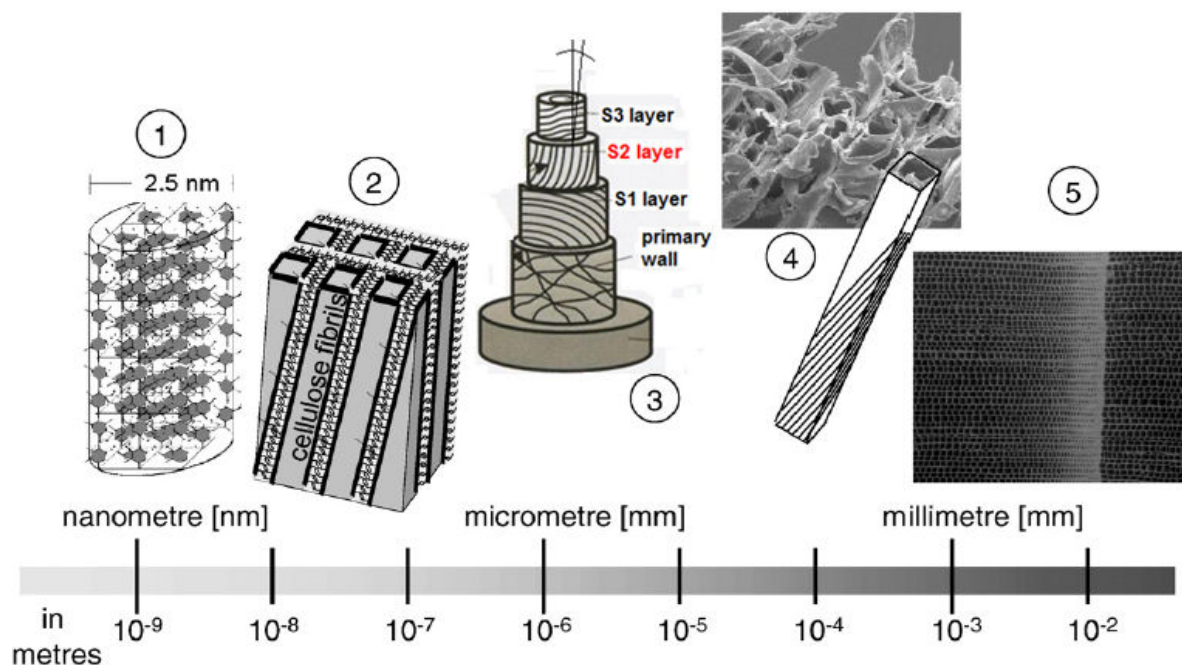 1
2.5 nm
2
cellulose fibrils
S3 layer
S2 layer
S1 layer
primary
wall
3
4
5
nanometre [nm]
micrometre [mm]
millimetre [mm]
in
metres
10-9
10-8
10-7
10-6
10-5
10-4
10-3
10-2